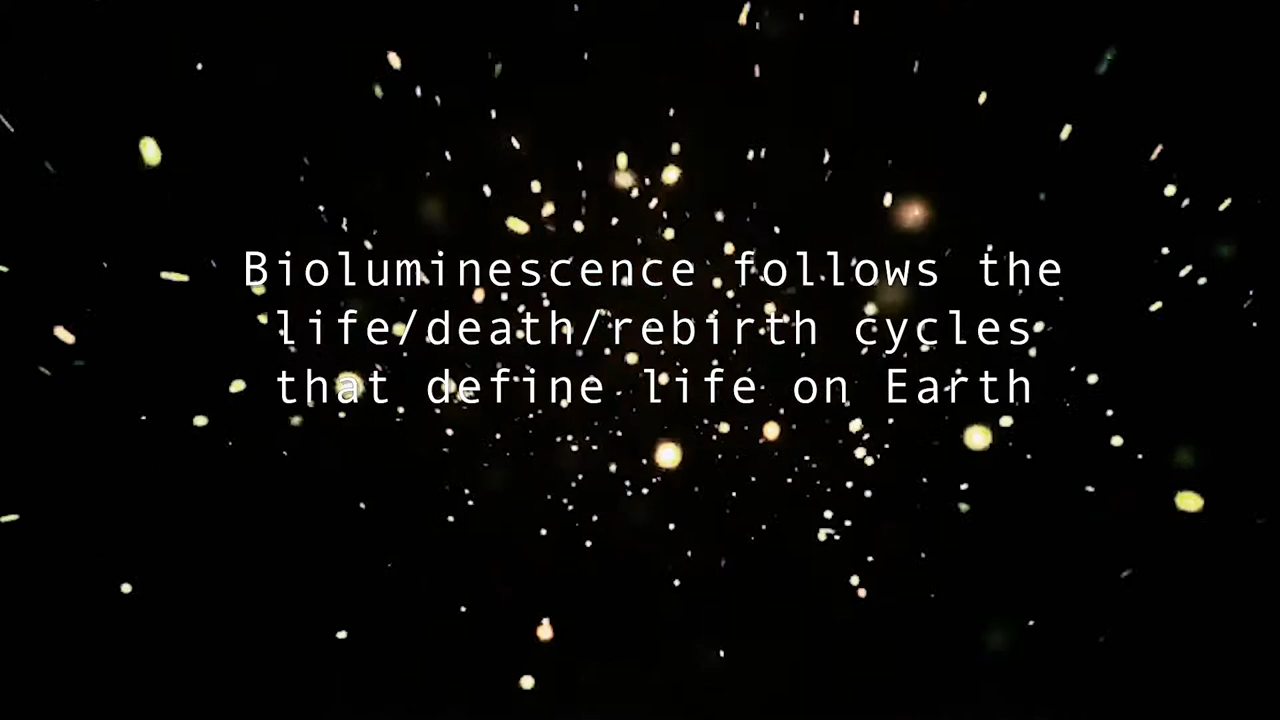 Bioluminescence follows the
life/death/rebirth cycles
that define life on Earth